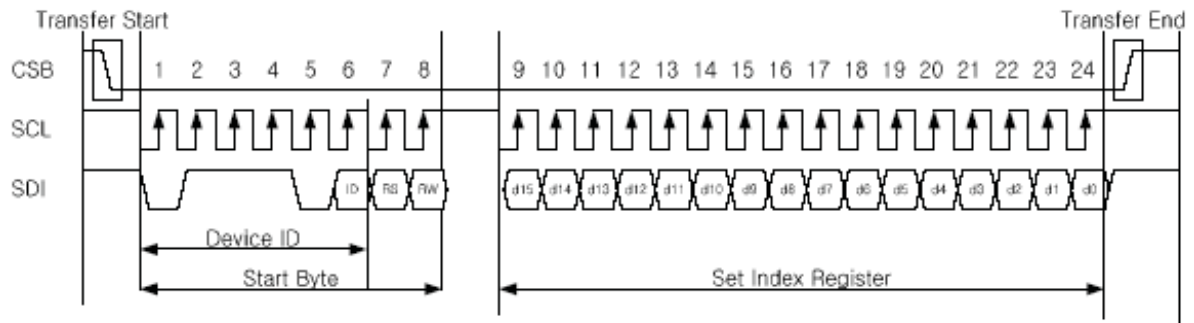 Transfer Start Transfer End
CSB 1 2 3 4 5 6 7 8 9 10 11 12 13 14 15 16 17 18 19 20 21 22 23 24
SCL
SDI ID RS RW d15 d14 d13 d12 d11 d10 d9 d8 d7 d6 d5 d4 d3 d2 d1 d0
Device ID
Start Byte Set Index Register